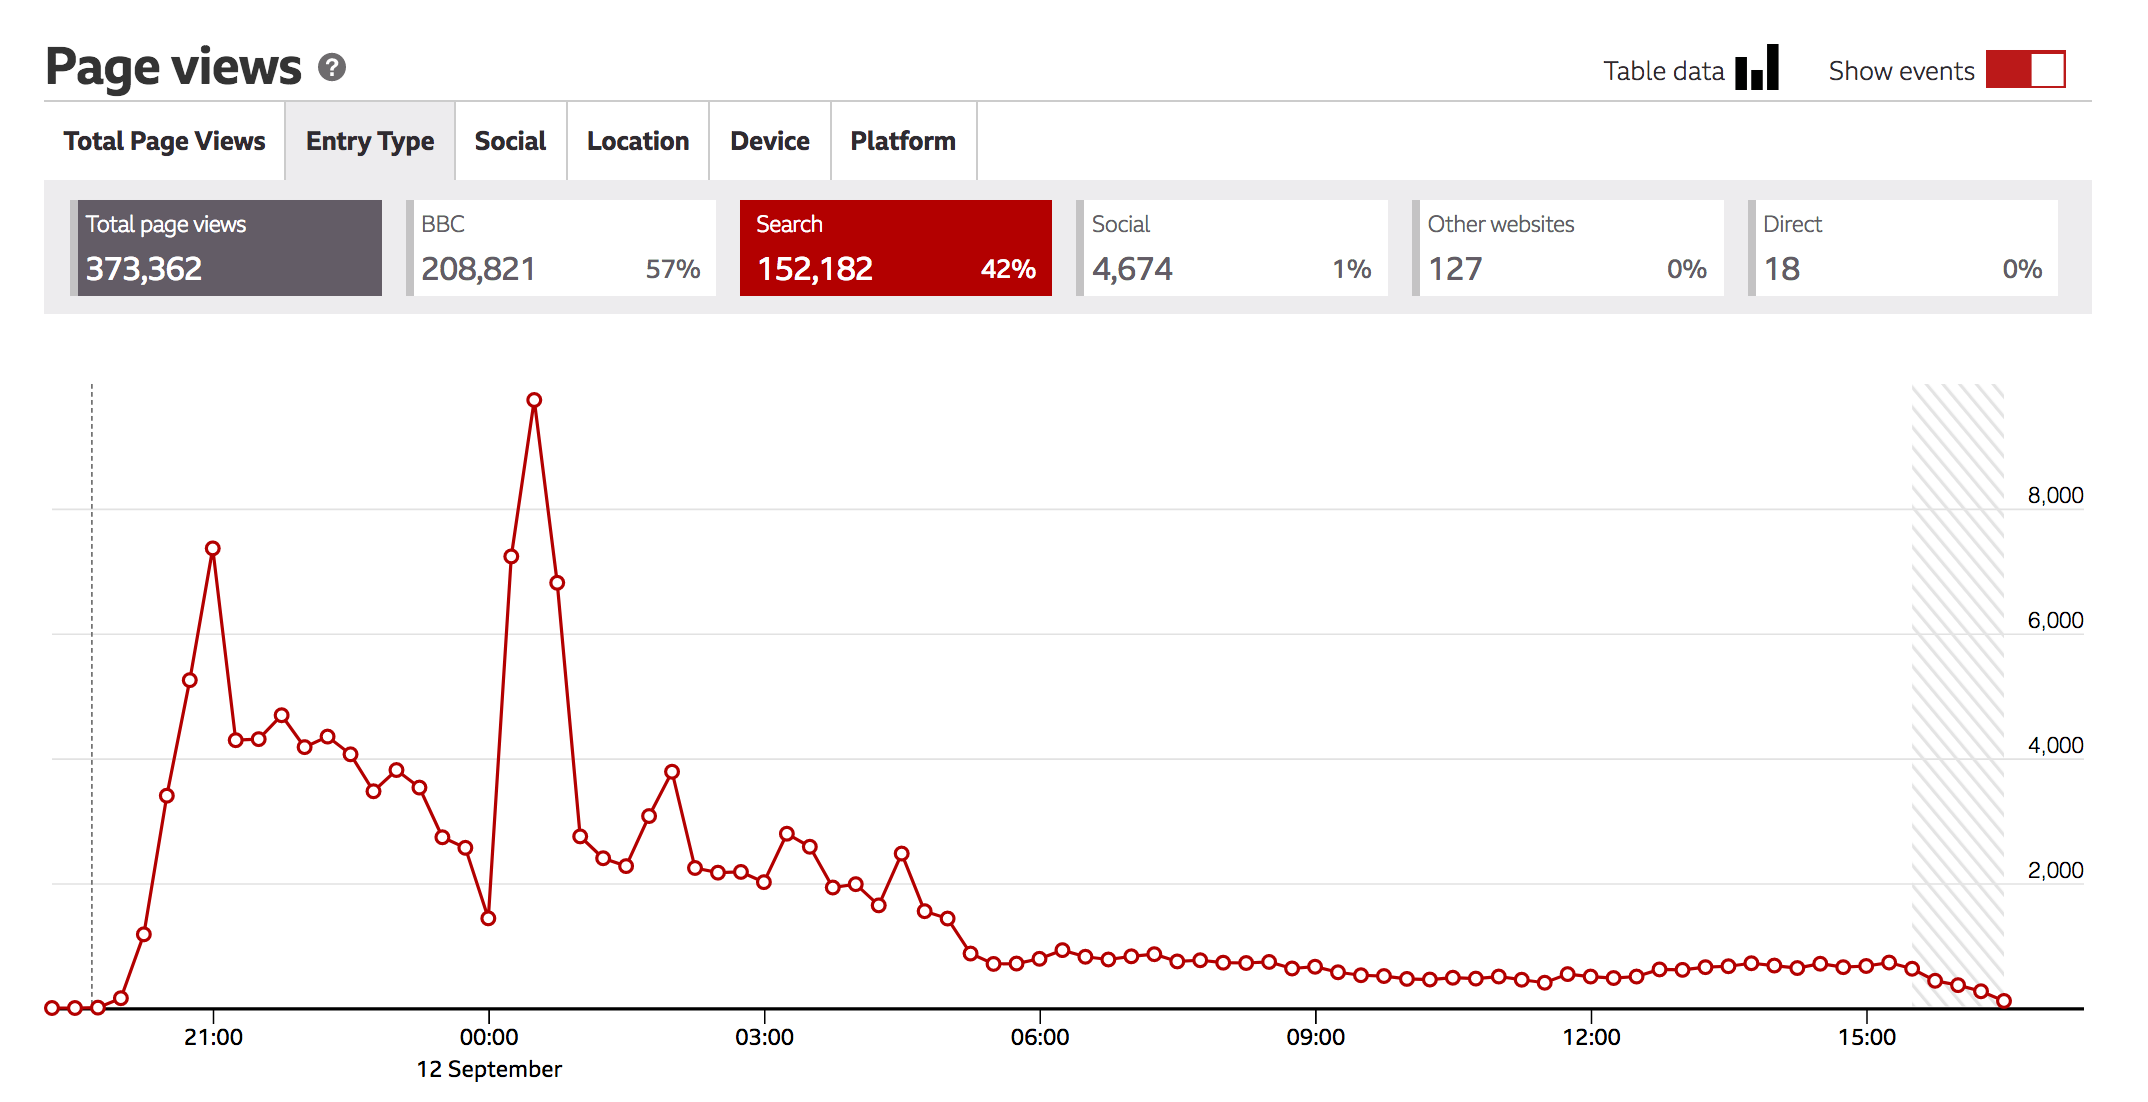 Page views ?
Table data
Show events
Total Page Views
Entry Type
Social
Location
Device
Platform
Total page views
373,362
BBC
208,821 57%
Search
152,182 42%
Social
4,674 1%
Other websites
127 0%
Direct
18 0%
8,000
6,000
4,000
2,000
21:00 00:00 03:00 06:00 09:00 12:00 15:00
12 September